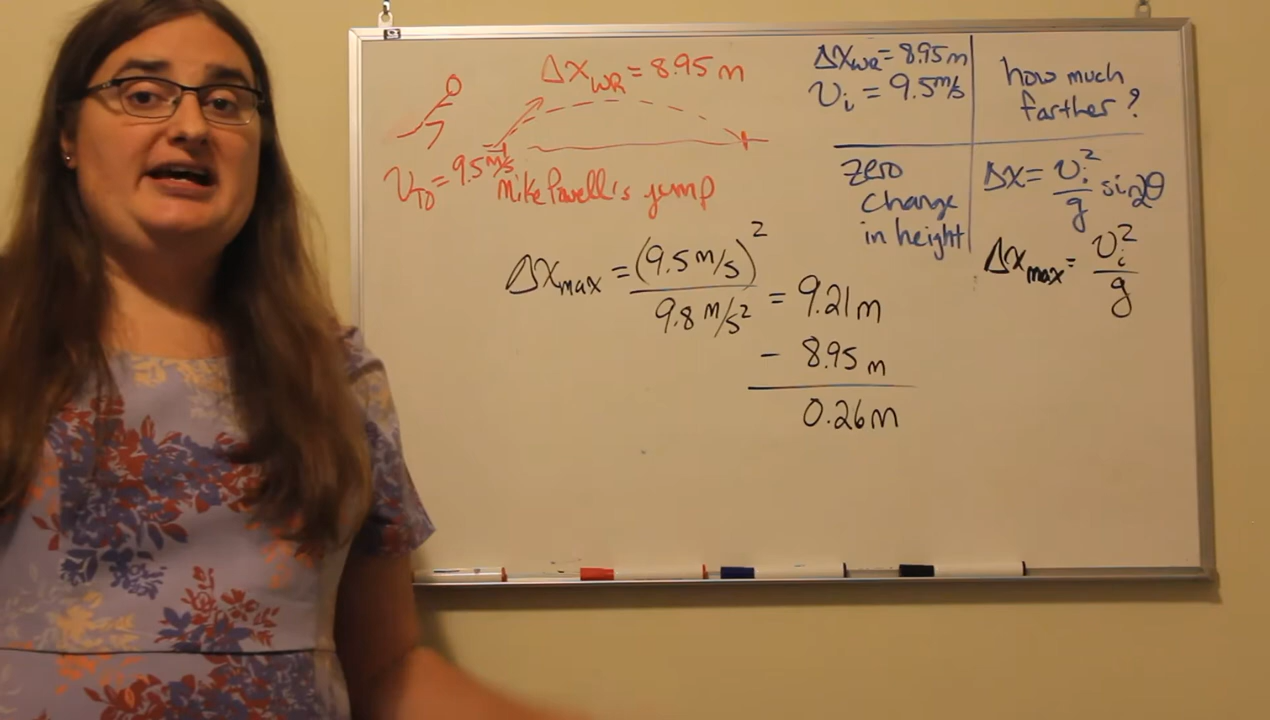 Δx_WR = 8.95 m
v_TO = 9.5 m/s
Mike Powell's jump
Δx_WR = 8.95 m
v_i = 9.5 m/s
how much
farther?
zero
change
in height
Δx = v_i²/g sin2θ
Δx_max = v_i²/g
Δx_max = (9.5 m/s)²/9.8 m/s² = 9.21 m
- 8.95 m
0.26 m